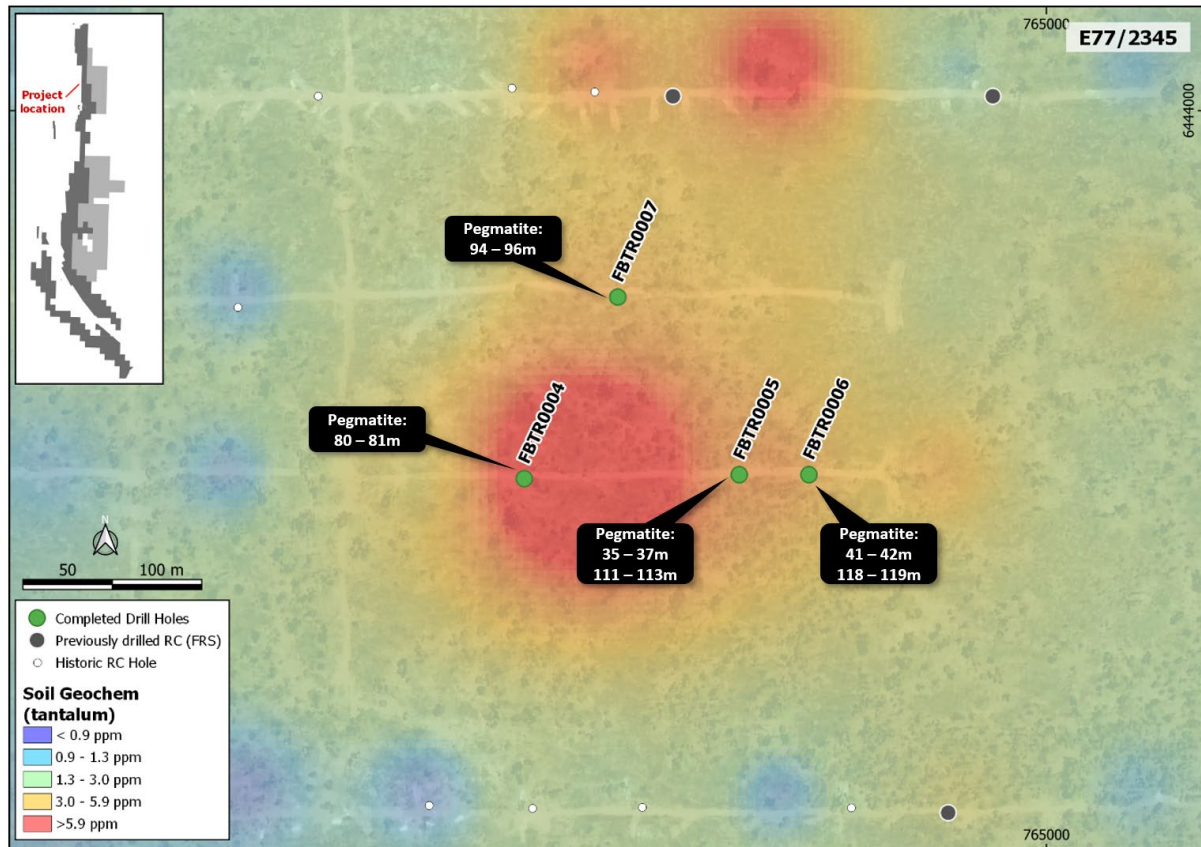 765000
E77/2345
Project
location
6444000
FBTR0007
Pegmatite:
94 – 96m
FBTR0004
FBTR0005
FBTR0006
Pegmatite:
80 – 81m
Pegmatite:
35 – 37m
111 – 113m
Pegmatite:
41 – 42m
118 – 119m
N
50 100 m
Completed Drill Holes
Previously drilled RC (FRS)
Historic RC Hole
Soil Geochem
(tantalum)
< 0.9 ppm
0.9 - 1.3 ppm
1.3 - 3.0 ppm
3.0 - 5.9 ppm
>5.9 ppm
765000